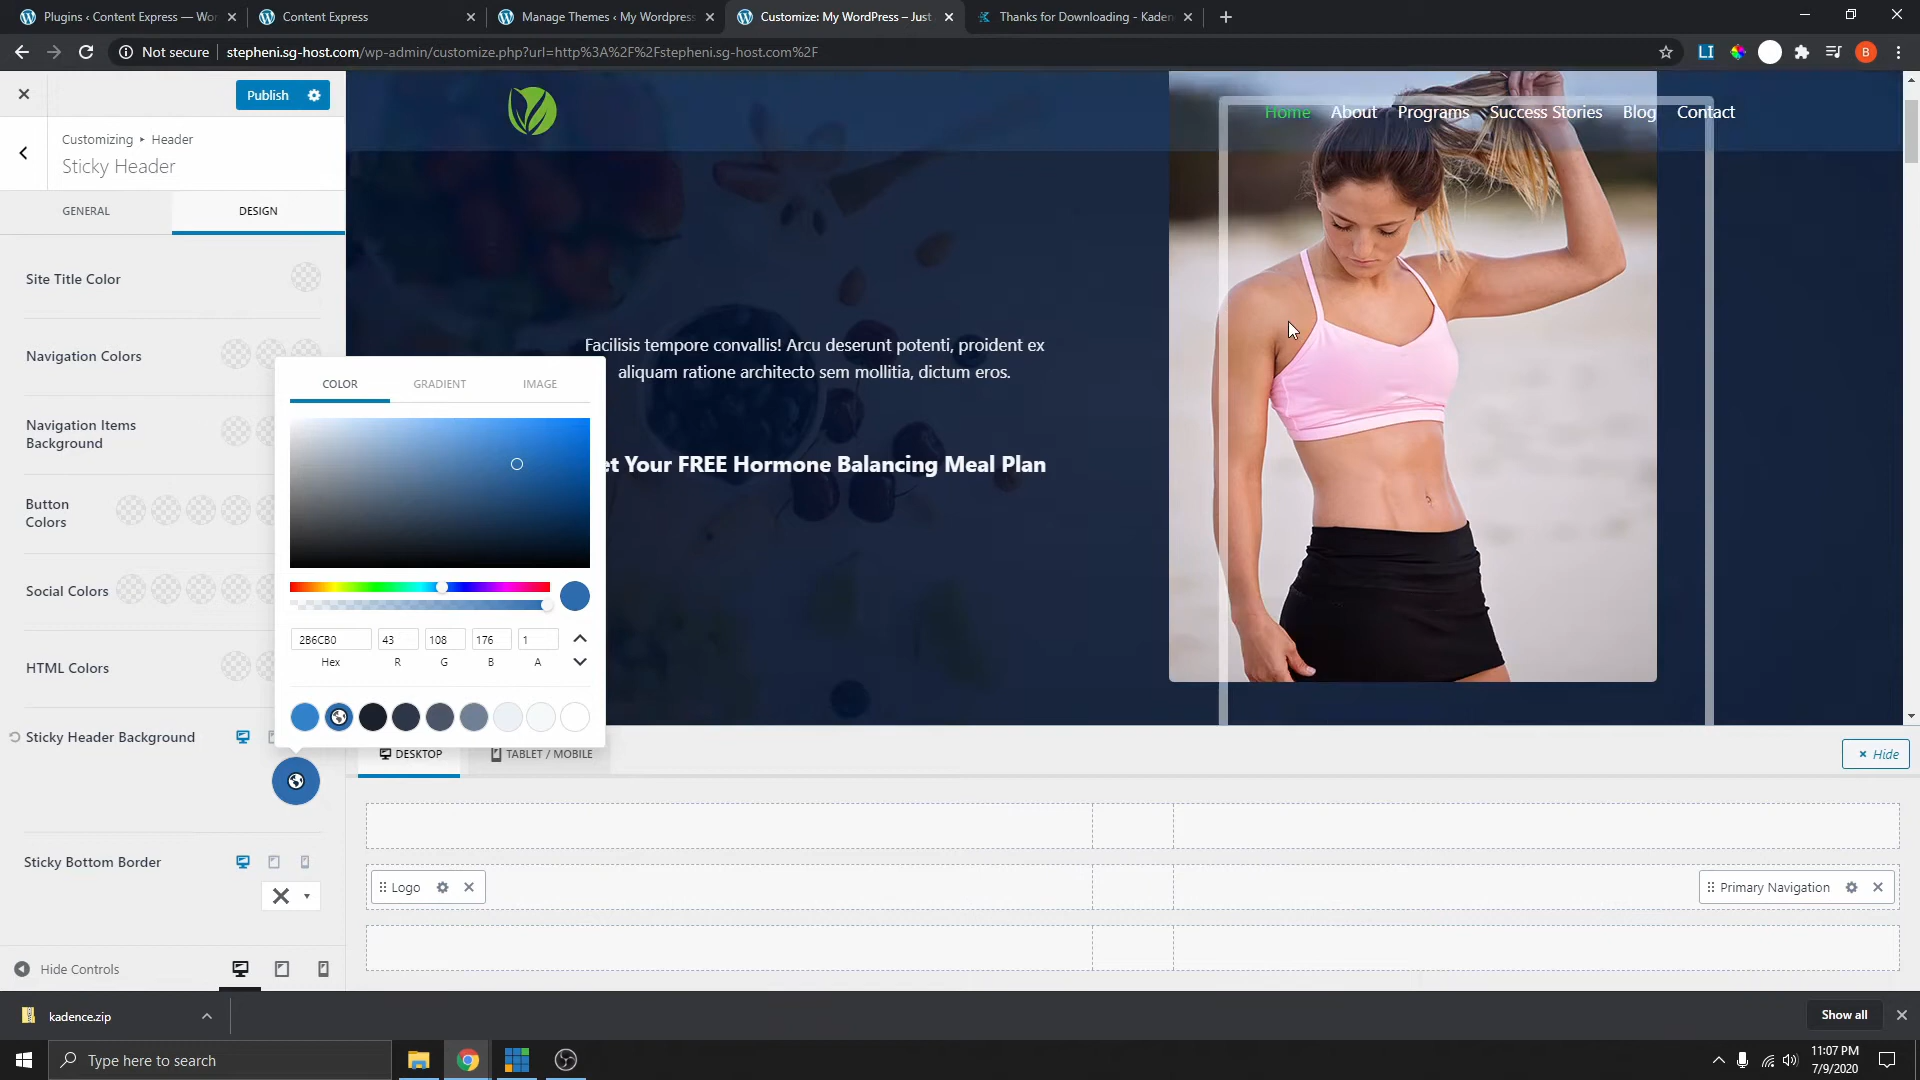 Plugins ‹ Content Express — Wor
Content Express
Manage Themes ‹ My Wordpress
Customize: My WordPress – Just
Thanks for Downloading - Kaden
Not secure
stepheni.sg-host.com/wp-admin/customize.php?url=http%3A%2F%2Fstepheni.sg-host.com%2F
LI
B
Publish
Customizing ▸ Header
Sticky Header
GENERAL
DESIGN
Site Title Color
Navigation Colors
Navigation Items
Background
Button
Colors
Social Colors
HTML Colors
Sticky Header Background
Sticky Bottom Border
Hide Controls
COLOR
GRADIENT
IMAGE
2B6CB0
43
108
176
1
Hex
R
G
B
A
Home
About
Programs
Success Stories
Blog
Contact
Facilisis tempore convallis! Arcu deserunt potenti, proident ex
aliquam ratione architecto sem mollitia, dictum eros.
et Your FREE Hormone Balancing Meal Plan
DESKTOP
TABLET / MOBILE
× Hide
Logo
Primary Navigation
kadence.zip
Show all
Type here to search
11:07 PM
7/9/2020